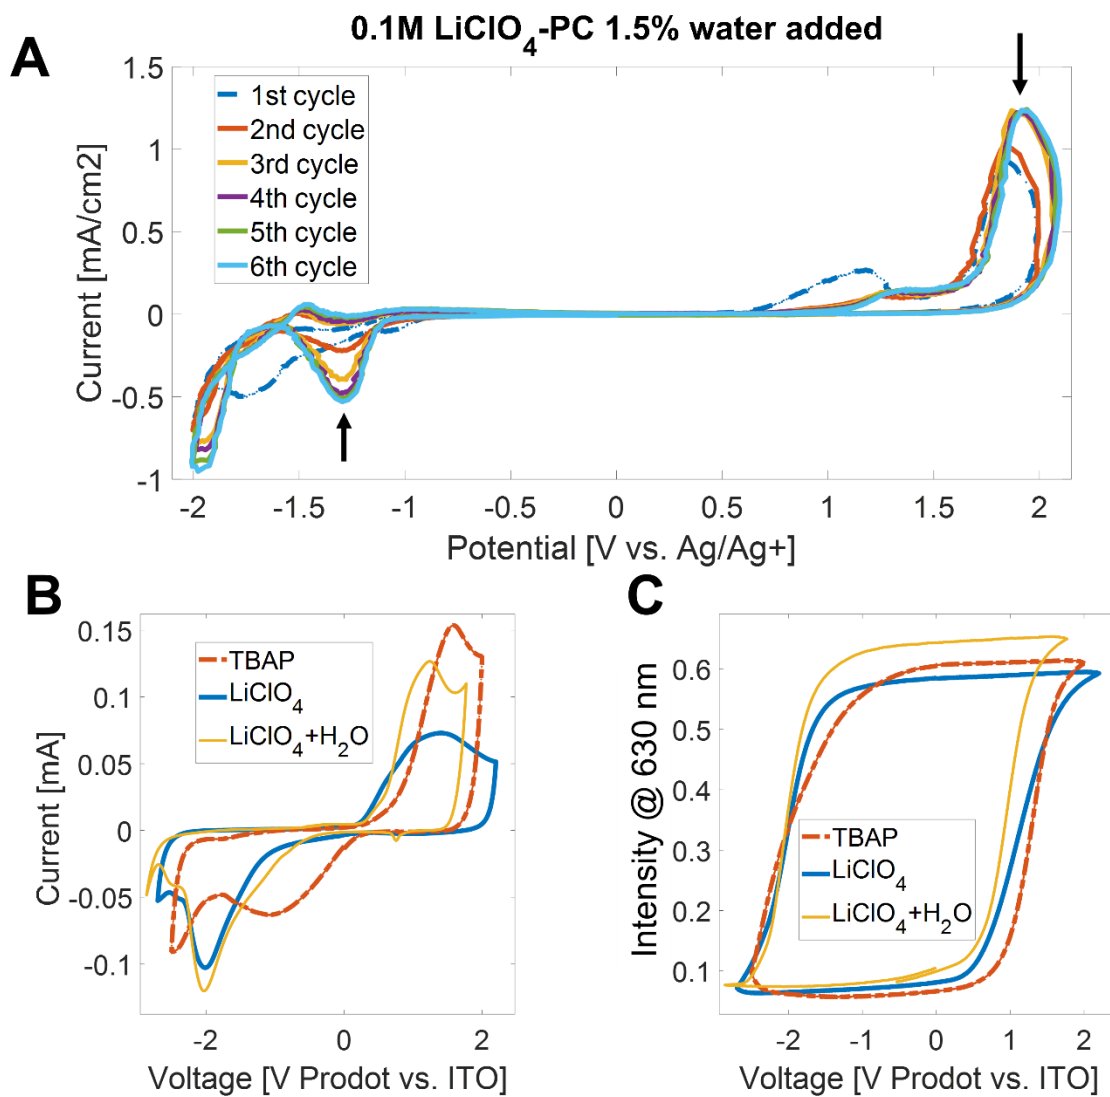 0.1M LiClO4-PC 1.5% water added
A
1st cycle
2nd cycle
3rd cycle
4th cycle
5th cycle
6th cycle
1.5
1
0.5
0
-0.5
-1
Current [mA/cm2]
-2 -1.5 -1 -0.5 0 0.5 1 1.5 2
Potential [V vs. Ag/Ag+]
B
TBAP
LiClO4
LiClO4+H2O
0.15
0.1
0.05
0
-0.05
-0.1
Current [mA]
-2 0 2
Voltage [V Prodot vs. ITO]
C
TBAP
LiClO4
LiClO4+H2O
0.6
0.5
0.4
0.3
0.2
0.1
Intensity @ 630 nm
-2 -1 0 1 2
Voltage [V Prodot vs. ITO]